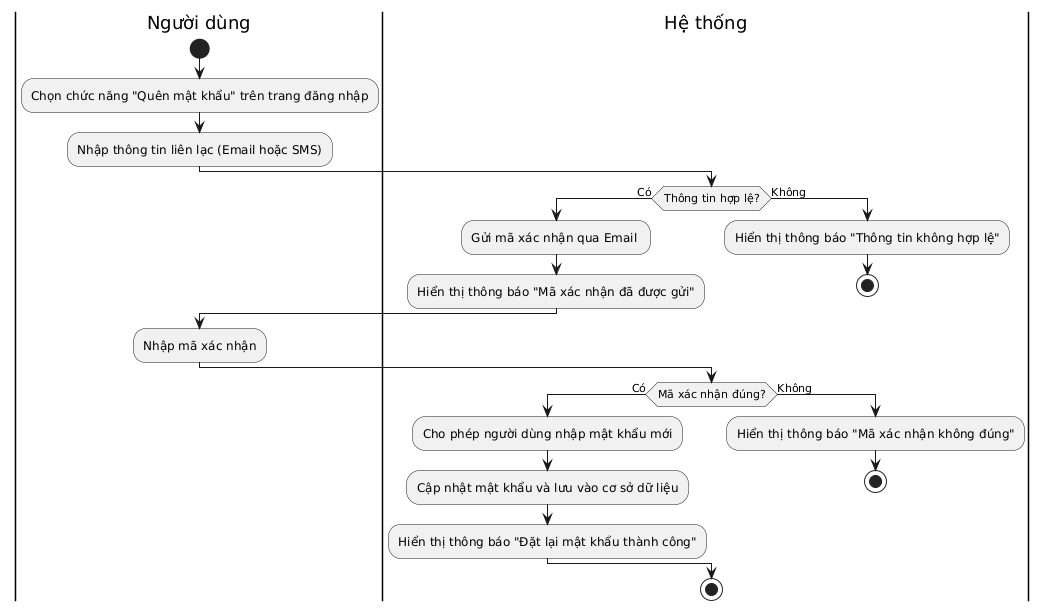 Người dùng
Hệ thống
Chọn chức năng "Quên mật khẩu" trên trang đăng nhập
Nhập thông tin liên lạc (Email hoặc SMS)
Có
Thông tin hợp lệ?
Không
Gửi mã xác nhận qua Email
Hiển thị thông báo "Thông tin không hợp lệ"
Hiển thị thông báo "Mã xác nhận đã được gửi"
Nhập mã xác nhận
Có
Mã xác nhận đúng?
Không
Cho phép người dùng nhập mật khẩu mới
Hiển thị thông báo "Mã xác nhận không đúng"
Cập nhật mật khẩu và lưu vào cơ sở dữ liệu
Hiển thị thông báo "Đặt lại mật khẩu thành công"